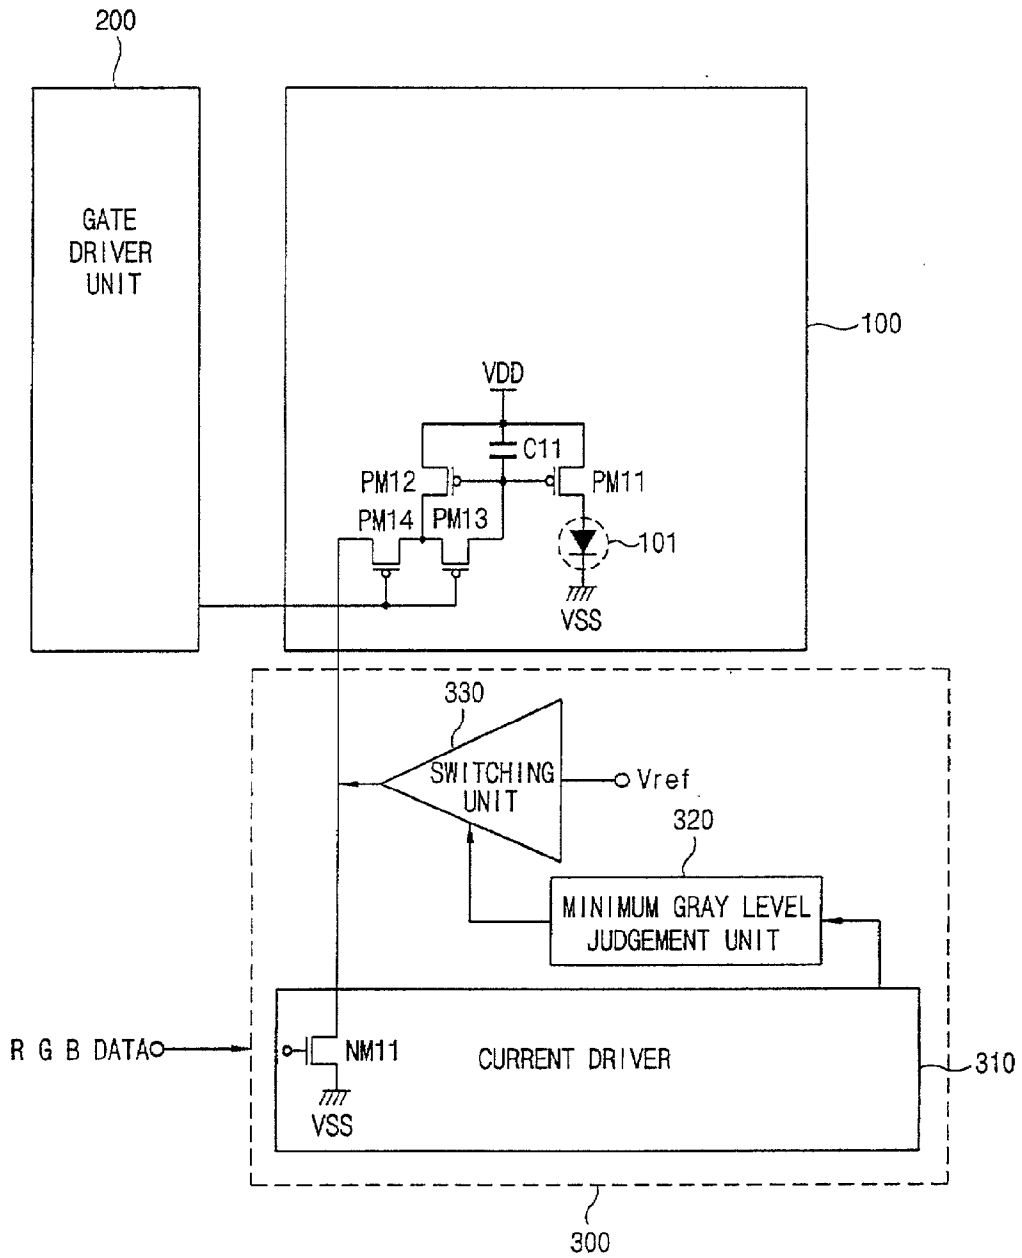 200
GATE
DRIVER
UNIT
100
VDD
C11
PM12
PM11
PM14
PM13
101
VSS
330
SWITCHING
UNIT
Vref
320
MINIMUM GRAY LEVEL
JUDGEMENT UNIT
R G B DATA
NM11
CURRENT DRIVER
310
VSS
300